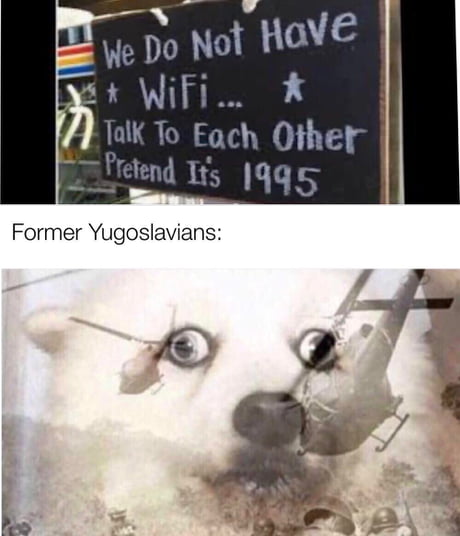 We Do Not Have
WiFi...
Talk To Each Other
Pretend It's 1995
Former Yugoslavians: